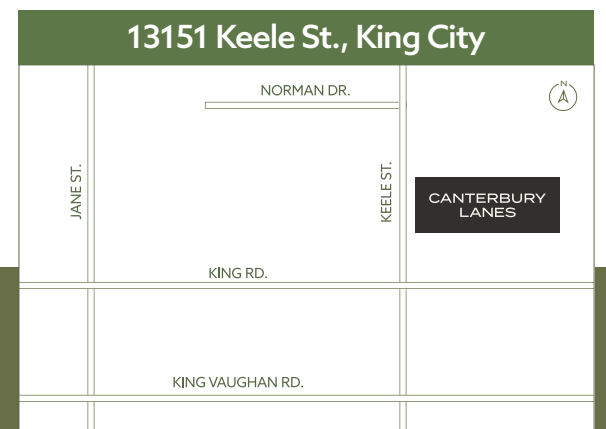 13151 Keele St., King City
NORMAN DR.
N
JANE ST.
KEELE ST.
CANTERBURY
LANES
KING RD.
KING VAUGHAN RD.